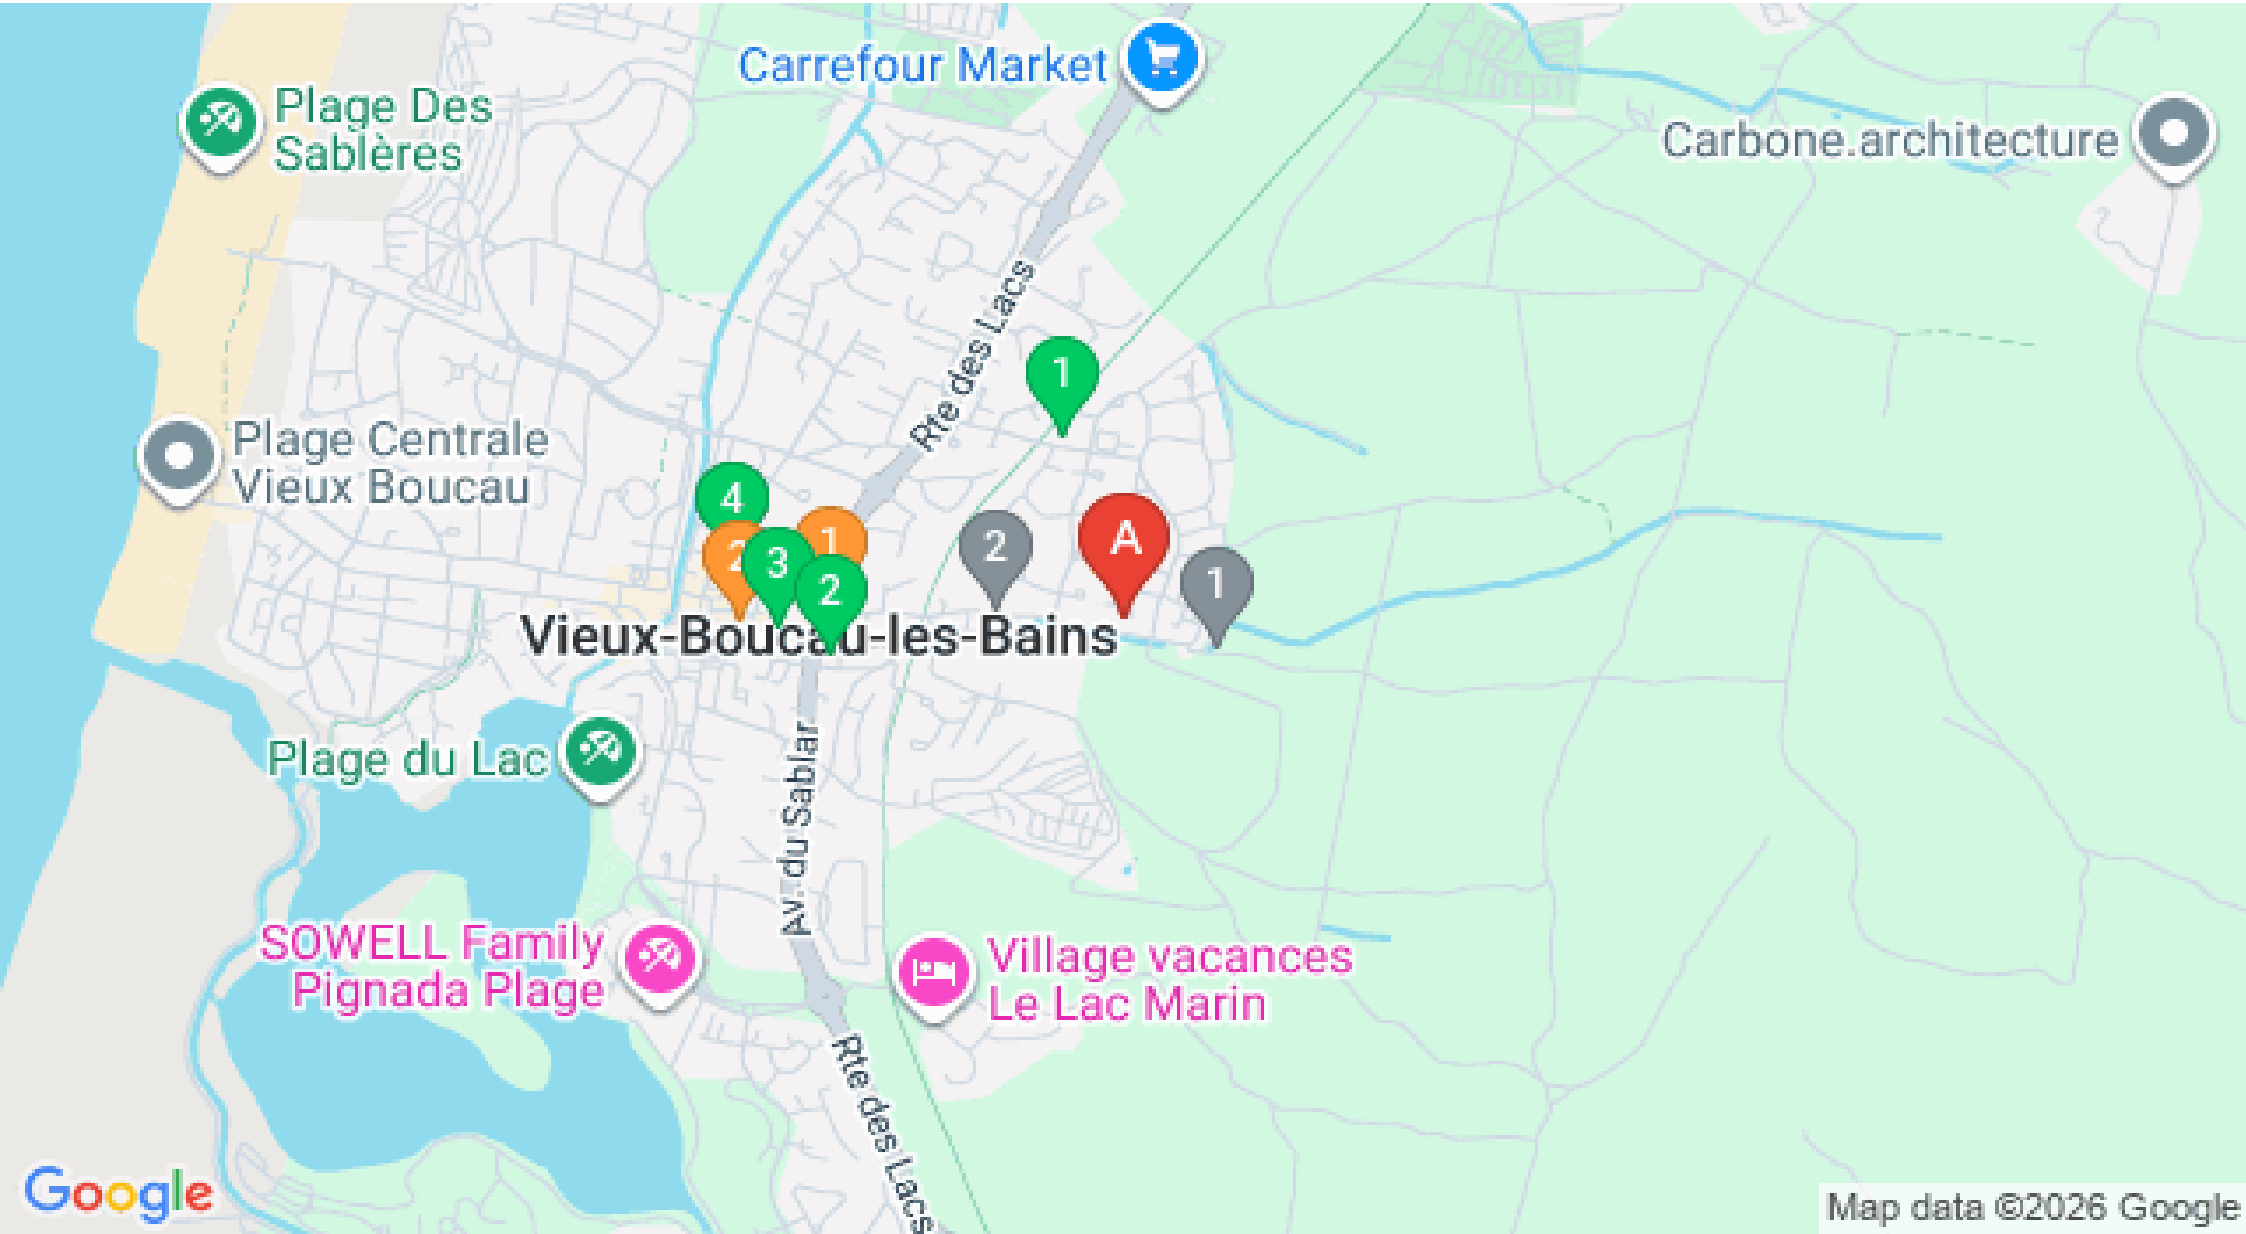 Carrefour Market
Plage Des
Sablères
Carbone.architecture
Rte des Lacs
1
Plage Centrale
Vieux Boucau
4
2
3
1
2
2
A
1
Vieux-Boucau-les-Bains
Plage du Lac
Av. du Sablar
SOWELL Family
Pignada Plage
Village vacances
Le Lac Marin
Rte des Lacs
Google
Map data ©2026 Google